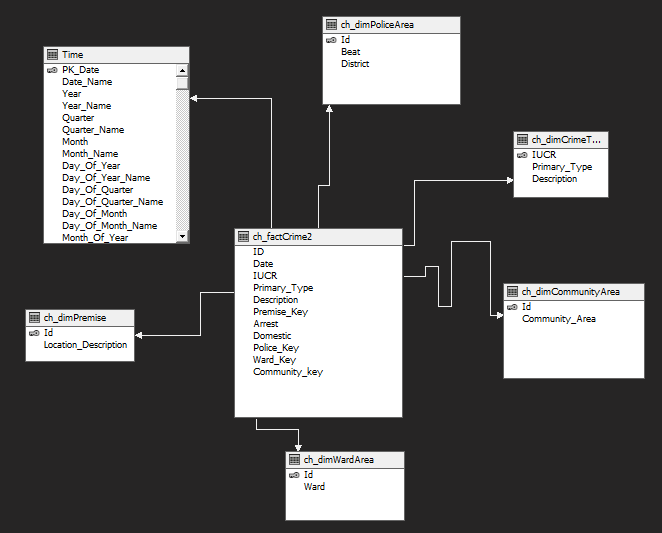 ch_dimPoliceArea
Id
Beat
District
Time
PK_Date
Date_Name
Year
Year_Name
Quarter
Quarter_Name
Month
Month_Name
Day_Of_Year
Day_Of_Year_Name
Day_Of_Quarter
Day_Of_Quarter_Name
Day_Of_Month
Day_Of_Month_Name
Month_Of_Year
ch_dimCrimeT...
IUCR
Primary_Type
Description
ch_factCrime2
ID
Date
IUCR
Primary_Type
Description
Premise_Key
Arrest
Domestic
Police_Key
Ward_Key
Community_key
ch_dimCommunityArea
Id
Community_Area
ch_dimPremise
Id
Location_Description
ch_dimWardArea
Id
Ward